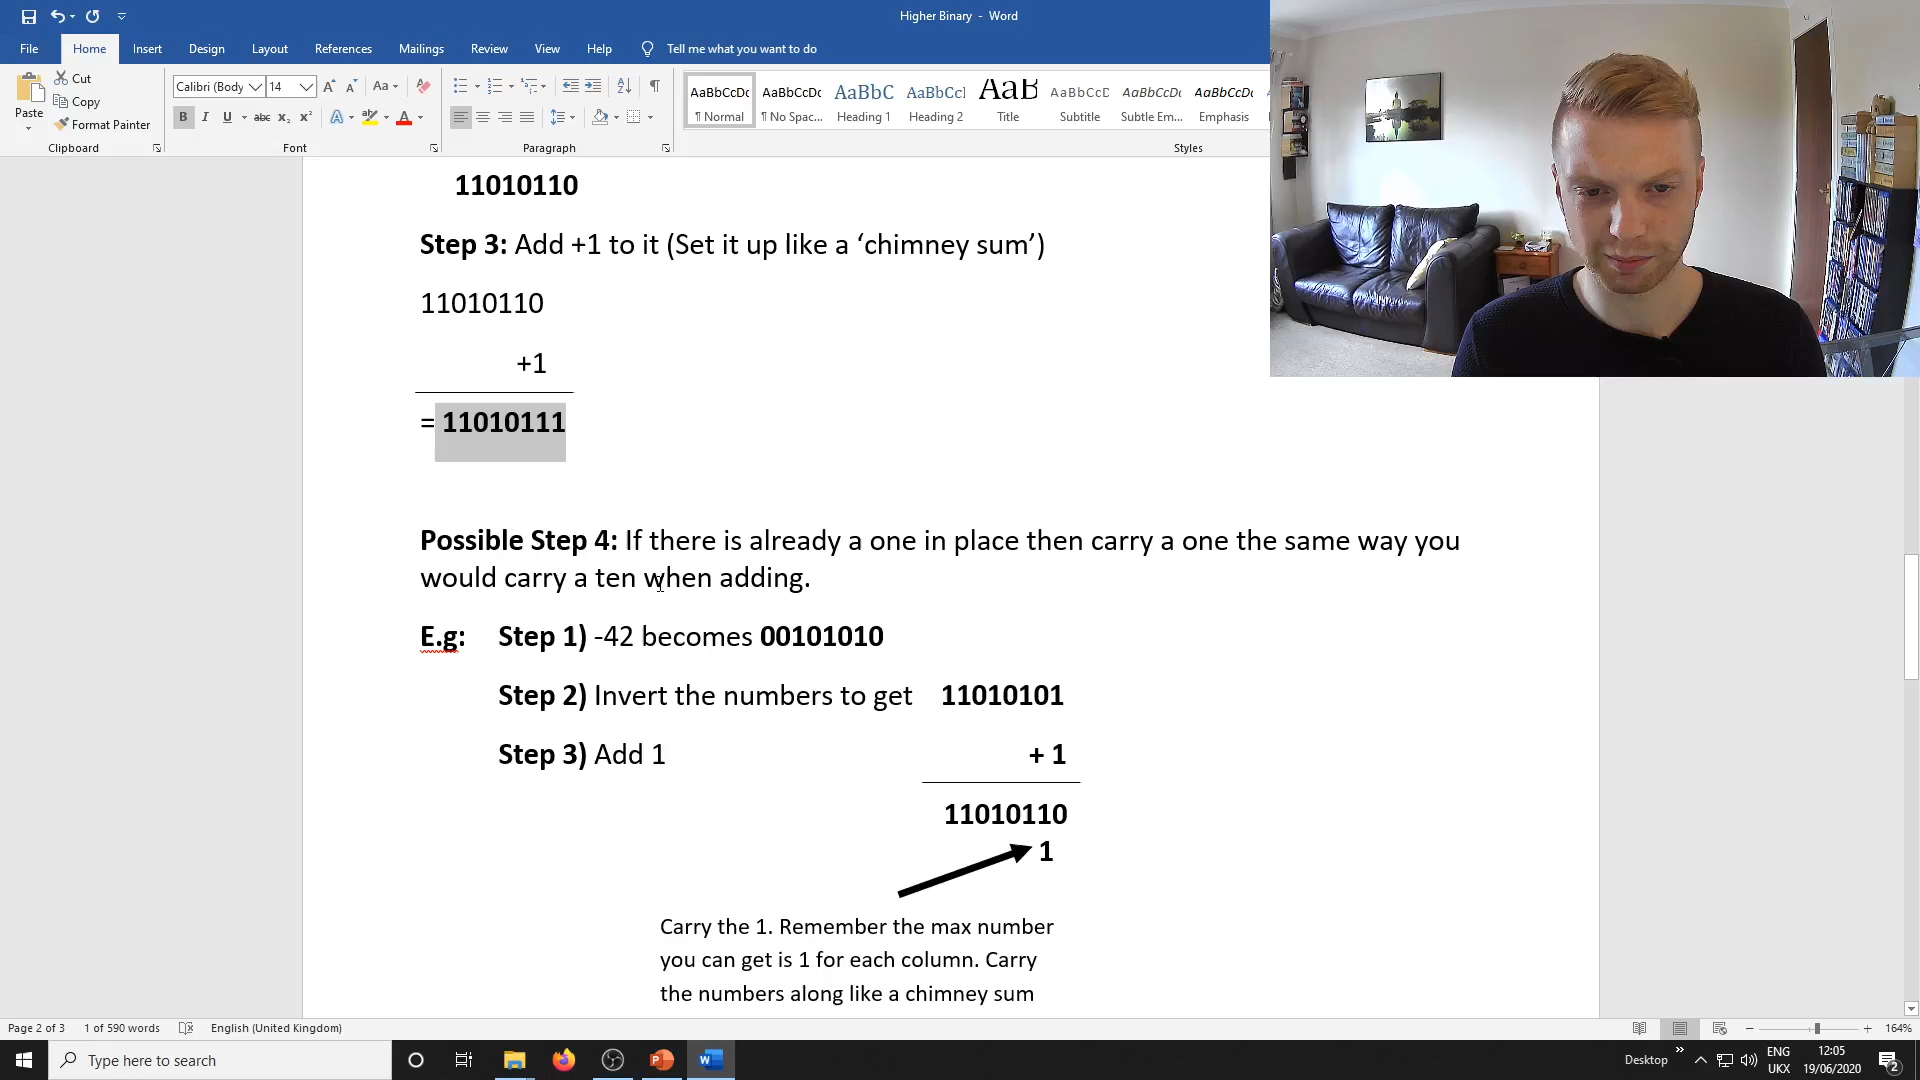 Higher Binary - Word
File Home Insert Design Layout References Mailings Review View Help Tell me what you want to do
Paste
Cut
Copy
Format Painter
Clipboard
Calibri (Body 14
B I U abc x₂ x²
Font
Paragraph
AaBbCcDc AaBbCcDc AaBbC AaBbCcI AaB AaBbCcD AaBbCcDc AaBbCcDc
¶ Normal ¶ No Spac... Heading 1 Heading 2 Title Subtitle Subtle Em... Emphasis
Styles
11010110
Step 3: Add +1 to it (Set it up like a ‘chimney sum’)
11010110
+1
= 11010111
Possible Step 4: If there is already a one in place then carry a one the same way you
would carry a ten when adding.
E.g: Step 1) -42 becomes 00101010
Step 2) Invert the numbers to get 11010101
Step 3) Add 1 + 1
11010110
1
Carry the 1. Remember the max number
you can get is 1 for each column. Carry
the numbers along like a chimney sum
Page 2 of 3 1 of 590 words English (United Kingdom) 164%
Type here to search
Desktop
ENG
UKX
12:05
19/06/2020
2